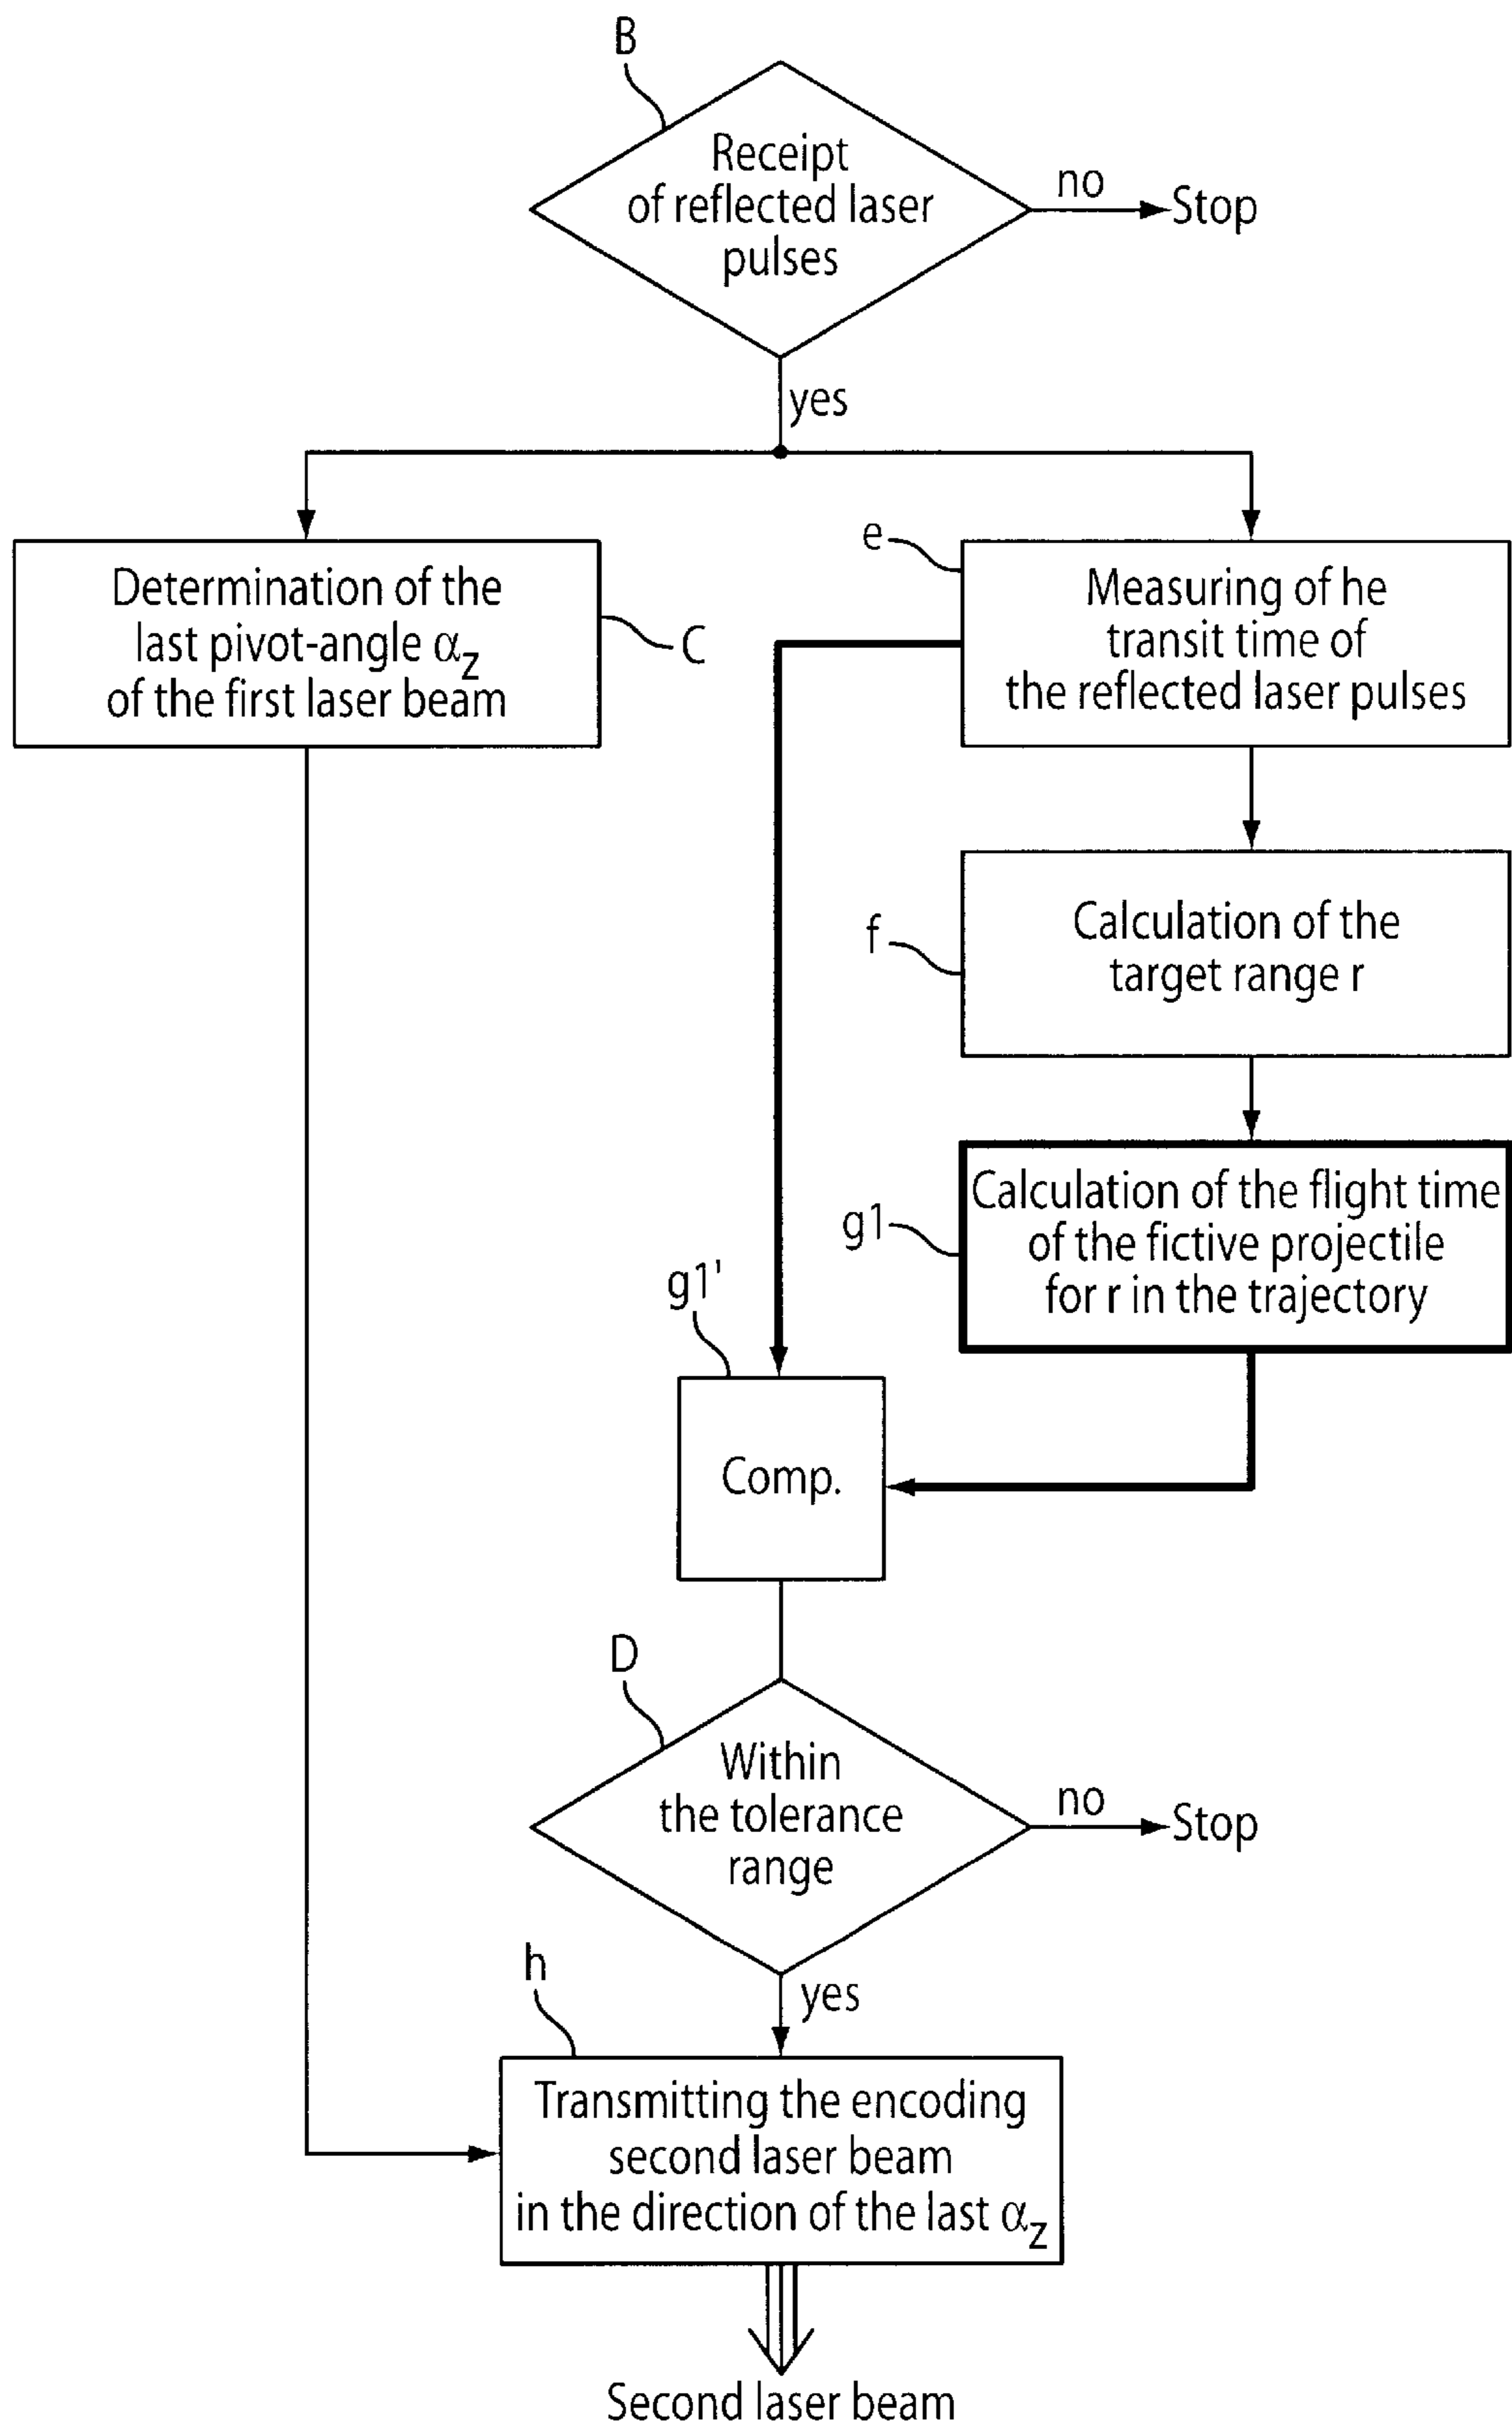 B
Receipt
of reflected laser
pulses
no
Stop
yes
Determination of the
last pivot-angle αz
of the first laser beam
C
e
Measuring of he
transit time of
the reflected laser pulses
f
Calculation of the
target range r
g1
Calculation of the flight time
of the fictive projectile
for r in the trajectory
g1'
Comp.
D
Within
the tolerance
range
no
Stop
yes
h
Transmitting the encoding
second laser beam
in the direction of the last αz
Second laser beam